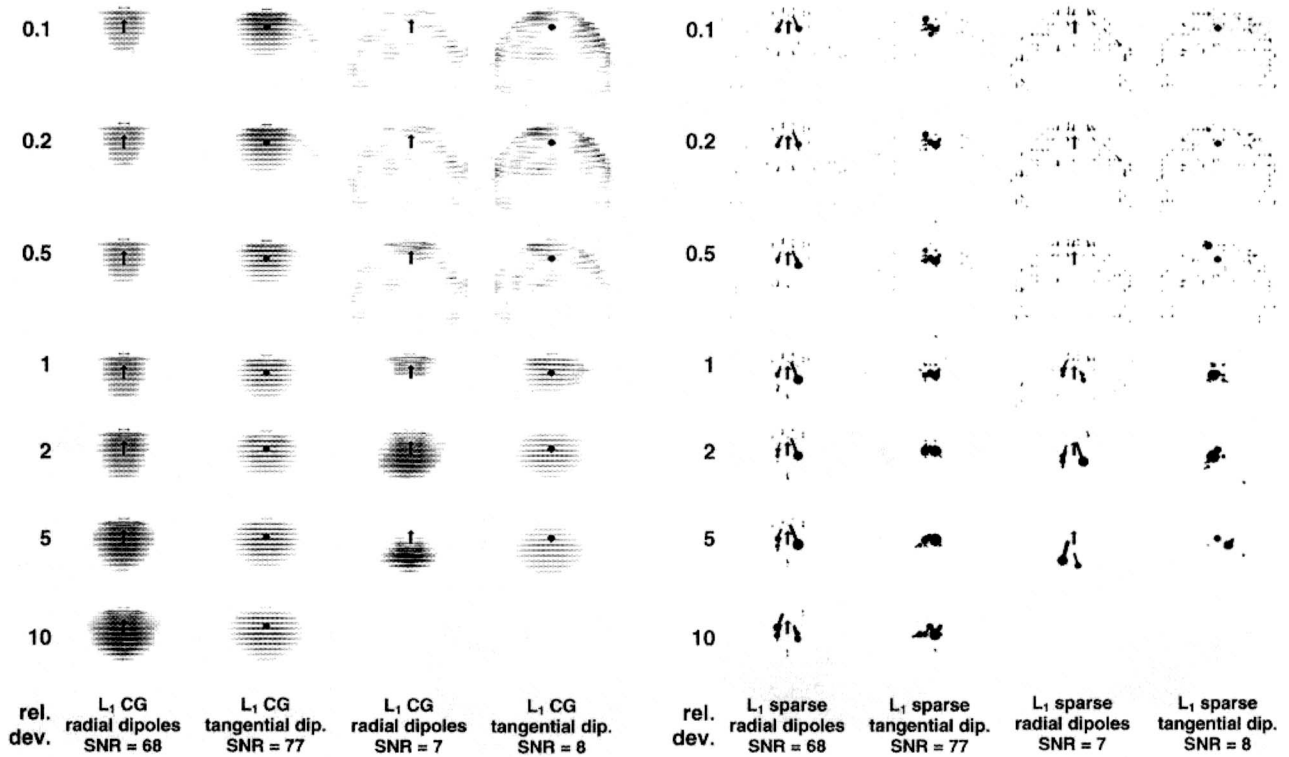 0.1
0.1
0.2
0.2
0.5
0.5
1
1
2
2
5
5
10
10
rel. dev.
L₁ CG
radial dipoles
SNR = 68
L₁ CG
tangential dip.
SNR = 77
L₁ CG
radial dipoles
SNR = 7
L₁ CG
tangential dip.
SNR = 8
rel. dev.
L₁ sparse
radial dipoles
SNR = 68
L₁ sparse
tangential dip.
SNR = 77
L₁ sparse
radial dipoles
SNR = 7
L₁ sparse
tangential dip.
SNR = 8